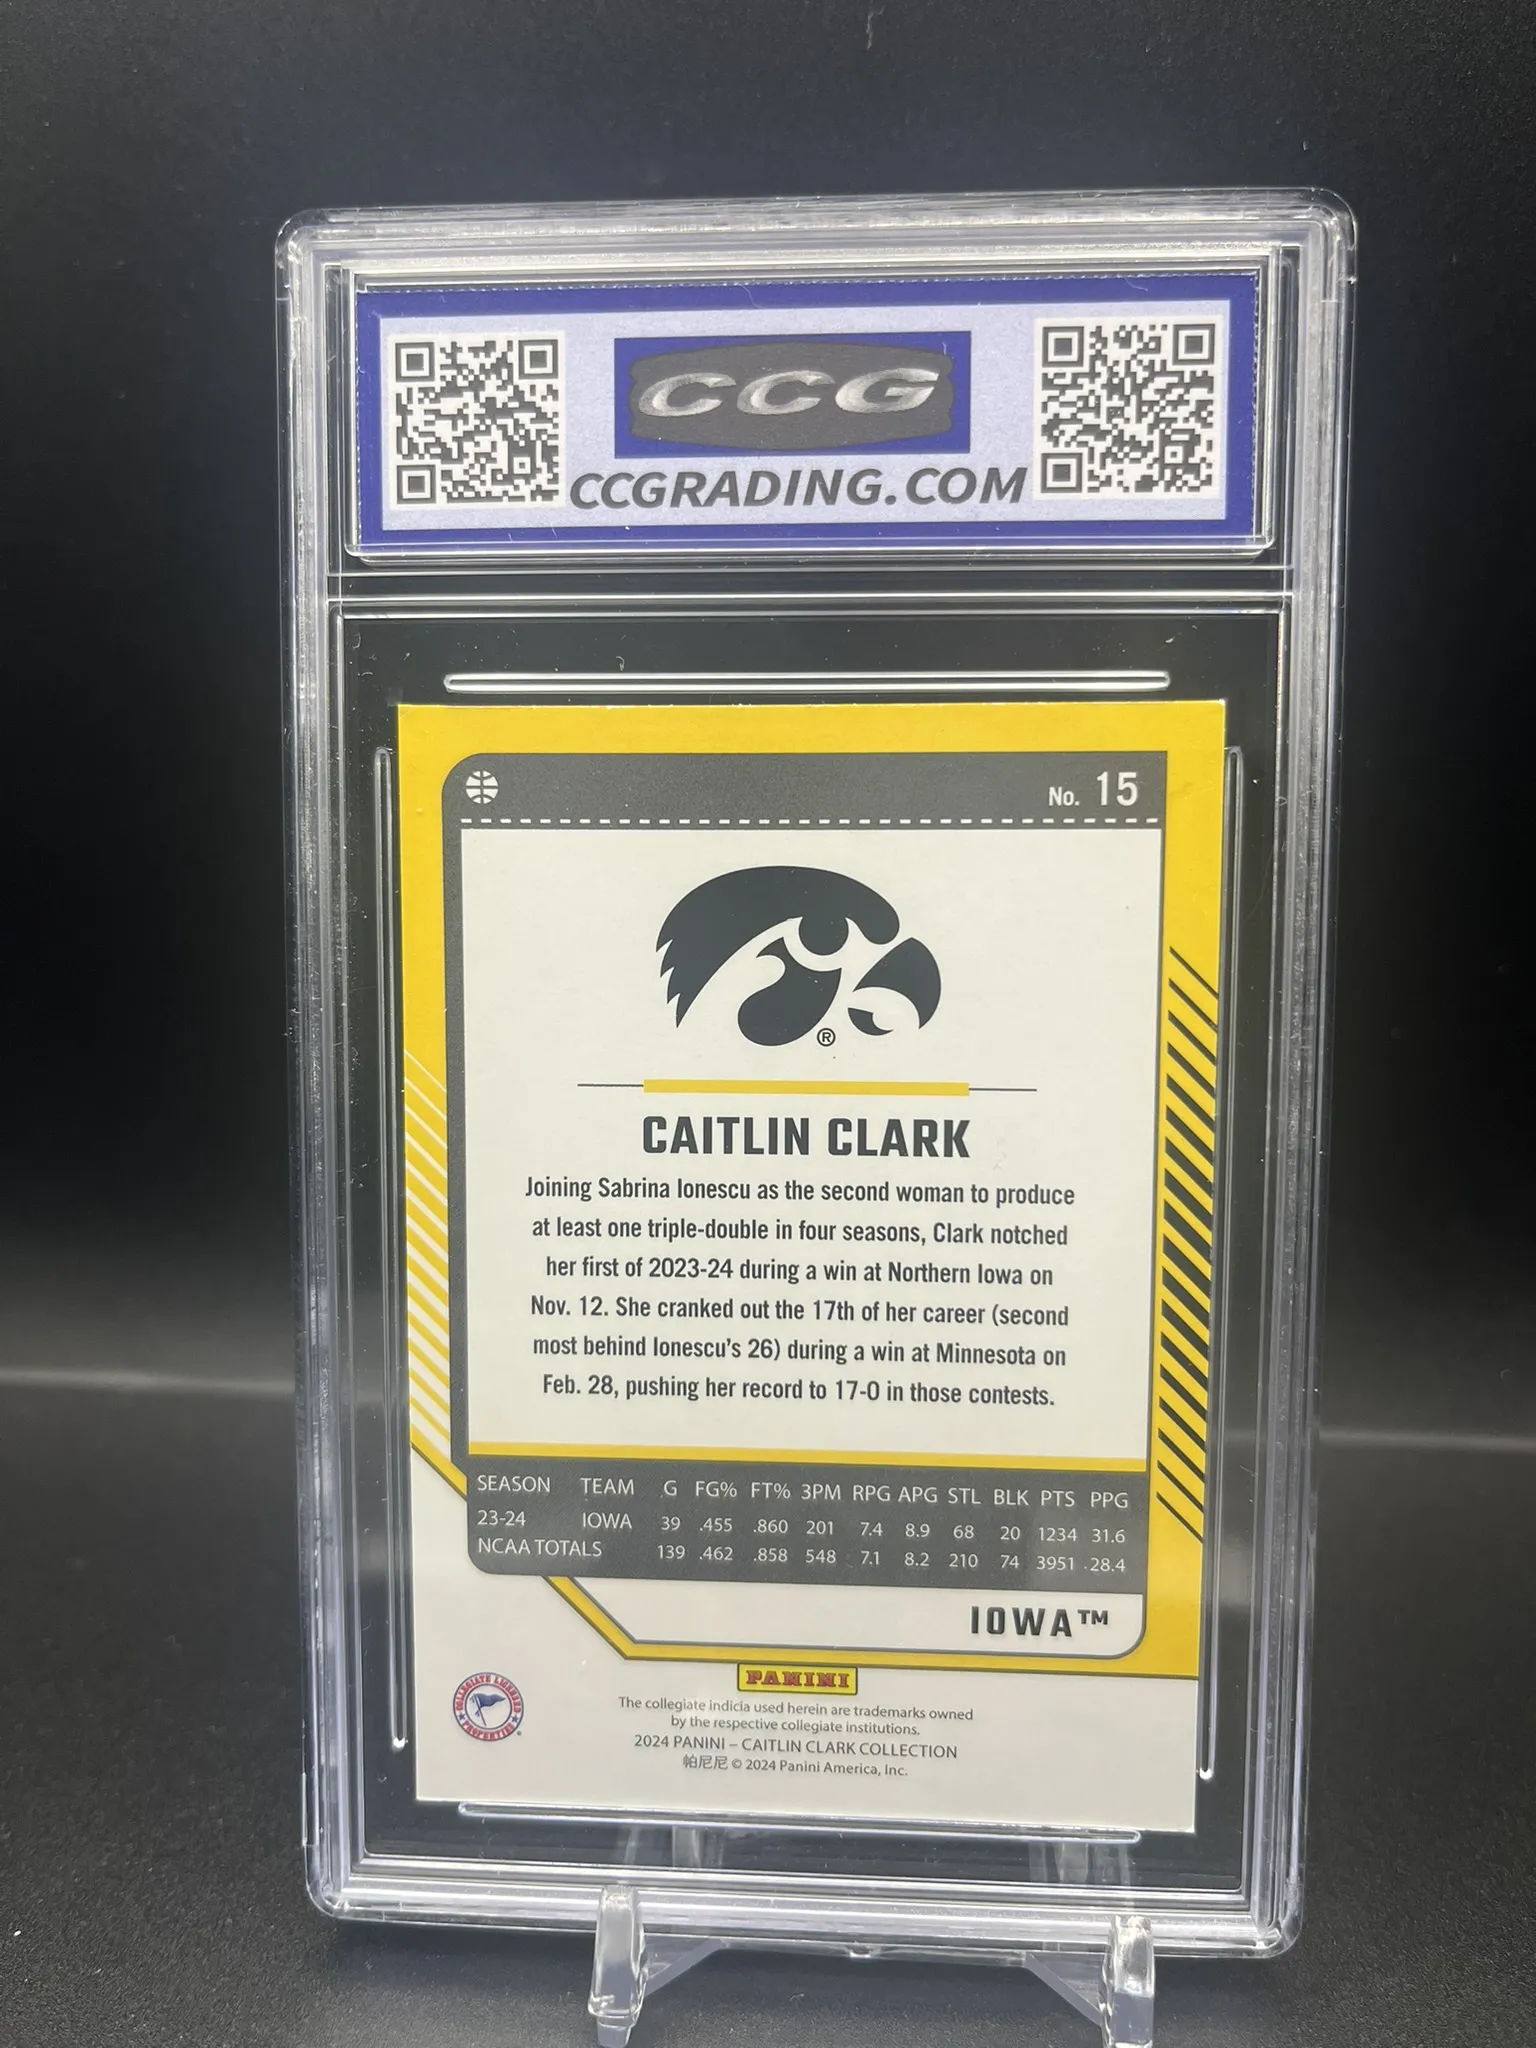 CCG
CCGRADING.COM
No. 15
®
CAITLIN CLARK
Joining Sabrina Ionescu as the second woman to produce
at least one triple-double in four seasons, Clark notched
her first of 2023-24 during a win at Northern Iowa on
Nov. 12. She cranked out the 17th of her career (second
most behind Ionescu's 26) during a win at Minnesota on
Feb. 28, pushing her record to 17-0 in those contests.
SEASON TEAM G FG% FT% 3PM RPG APG STL BLK PTS PPG
23-24 IOWA 39 .455 .860 201 7.4 8.9 68 20 1234 31.6
NCAA TOTALS 139 .462 .858 548 7.1 8.2 210 74 3951 28.4
IOWA™
PANINI
COLLEGIATE LICENSED
PROPERTIES
The collegiate indicia used herein are trademarks owned
by the respective collegiate institutions.
2024 PANINI – CAITLIN CLARK COLLECTION
帕尼尼 © 2024 Panini America, Inc.